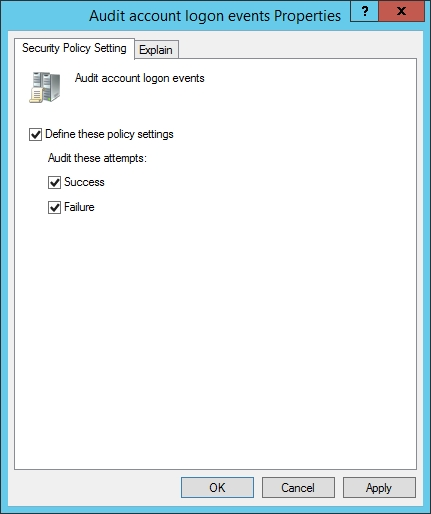 Audit account logon events Properties
? x
Security Policy Setting Explain
Audit account logon events
Define these policy settings
Audit these attempts:
Success
Failure
OK Cancel Apply